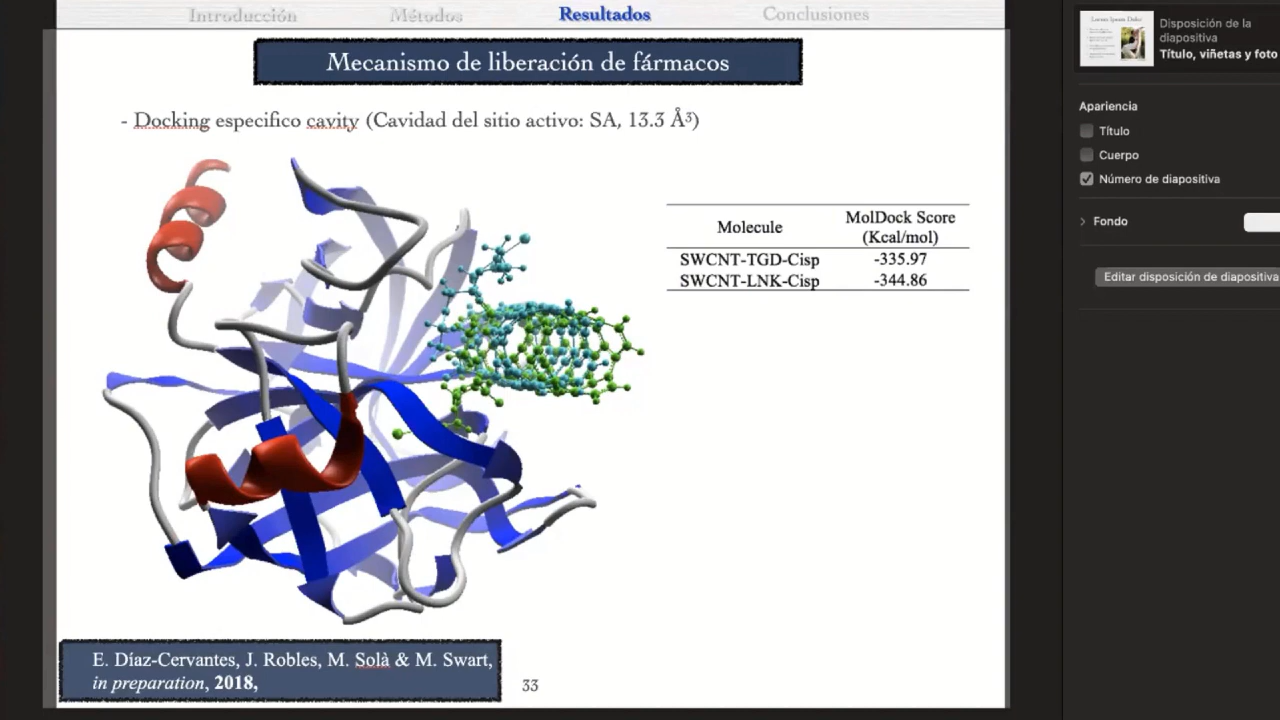 Introducción Métodos Resultados Conclusiones
Mecanismo de liberación de fármacos
- Docking especifico cavity (Cavidad del sitio activo: SA, 13.3 Å³)
Molecule MolDock Score
(Kcal/mol)
SWCNT-TGD-Cisp -335.97
SWCNT-LNK-Cisp -344.86
E. Díaz-Cervantes, J. Robles, M. Solà & M. Swart,
in preparation, 2018,
33
Disposición de la
diapositiva
Título, viñetas y foto
Apariencia
Título
Cuerpo
Número de diapositiva
Fondo
Editar disposición de diapositiva